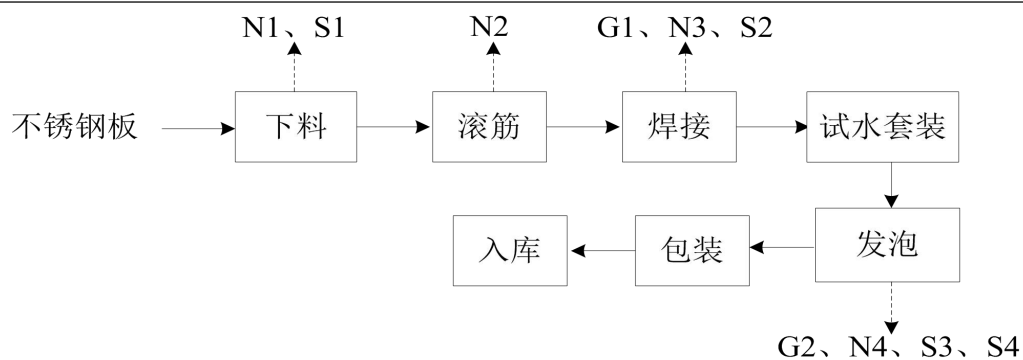 N1、S1
N2
G1、N3、S2
不锈钢板
下料
滚筋
焊接
试水套装
入库
包装
发泡
G2、N4、S3、S4